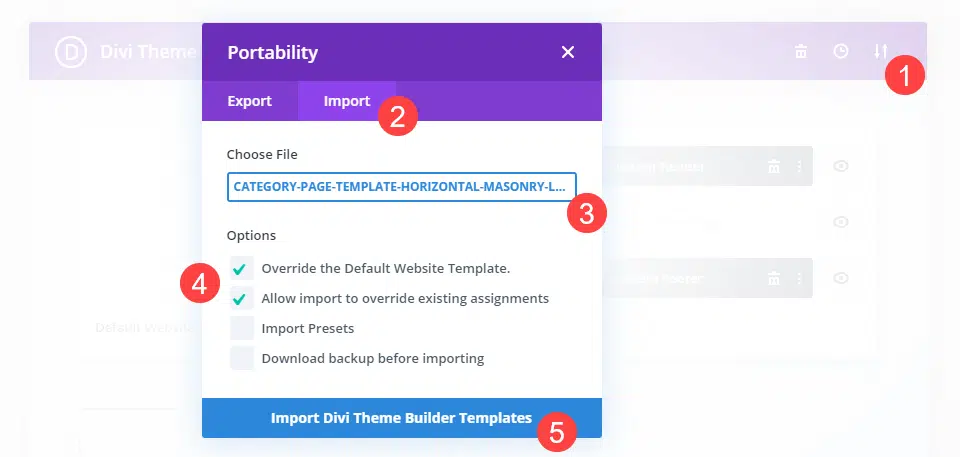 D Divi Theme
Portability
1
Export
Import
2
Choose File
CATEGORY-PAGE-TEMPLATE-HORIZONTAL-MASONRY-L...
3
Options
4
Override the Default Website Template.
Allow import to override existing assignments
Import Presets
Download backup before importing
Default Websit
Import Divi Theme Builder Templates
5